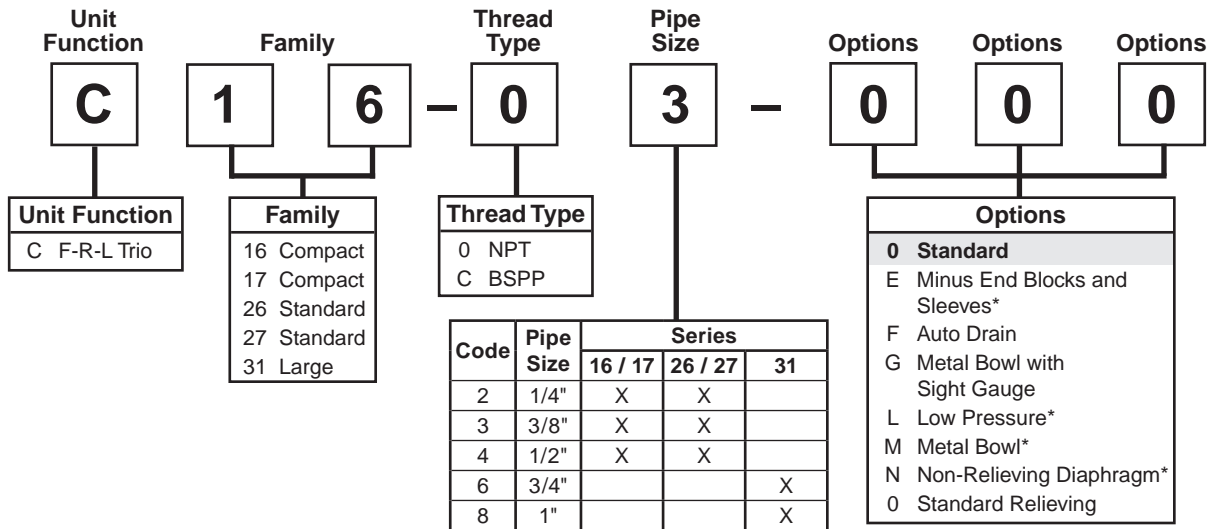 Unit Function
Family
Thread Type
Pipe Size
Options
Options
Options
C
1
6
–
0
3
–
0
0
0
Unit Function
C F-R-L Trio
Family
16 Compact
17 Compact
26 Standard
27 Standard
31 Large
Thread Type
0 NPT
C BSPP
Code Pipe Size Series
16 / 17 26 / 27 31
2 1/4" X X
3 3/8" X X
4 1/2" X X
6 3/4" X
8 1" X
Options
0 Standard
E Minus End Blocks and
Sleeves*
F Auto Drain
G Metal Bowl with
Sight Gauge
L Low Pressure*
M Metal Bowl*
N Non-Relieving Diaphragm*
0 Standard Relieving